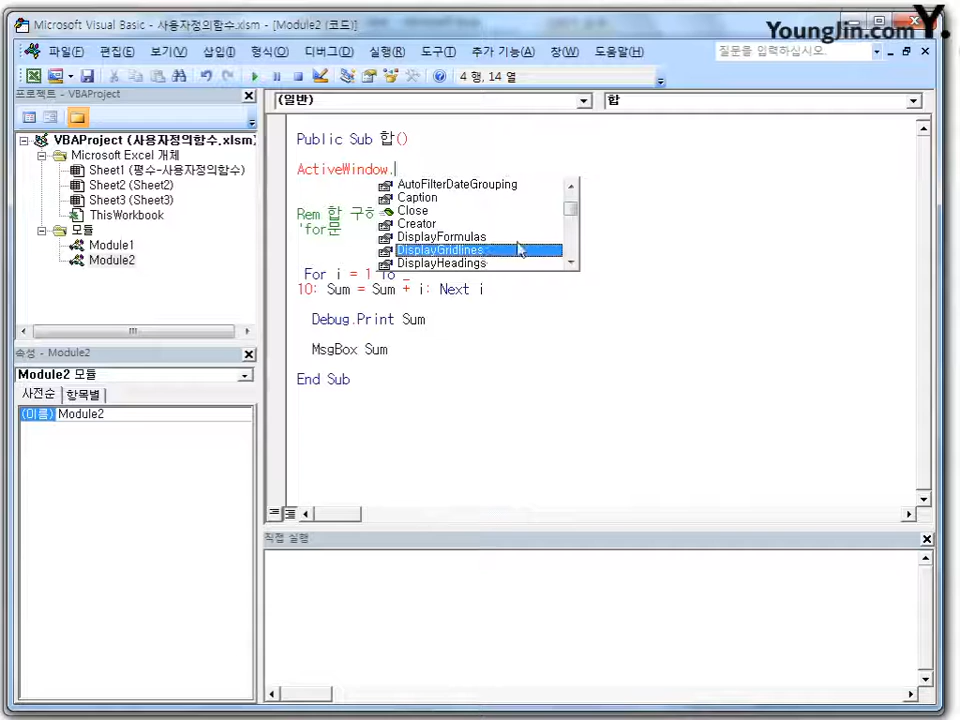 Microsoft Visual Basic - 사용자정의함수.xlsm - [Module2 (코드)]
YoungJin.com Y.
파일(F) 편집(E) 보기(V) 삽입(I) 형식(O) 디버그(D) 실행(R) 도구(T) 추가 기능(A) 창(W) 도움말(H)
질문을 입력하십시오.
4 행, 14 열
프로젝트 - VBAProject
(일반)
합
VBAProject (사용자정의함수.xlsm)
Microsoft Excel 개체
Sheet1 (평수-사용자정의함수)
Sheet2 (Sheet2)
Sheet3 (Sheet3)
ThisWorkbook
모듈
Module1
Module2
Public Sub 합()
ActiveWindow.
AutoFilterDateGrouping
Caption
Close
Creator
DisplayFormulas
DisplayGridlines
DisplayHeadings
Rem 합 구하
'for문
For i = 1 To _
10: Sum = Sum + i: Next i
Debug.Print Sum
MsgBox Sum
End Sub
속성 - Module2
Module2 모듈
사전순 항목별
(이름) Module2
직접 실행